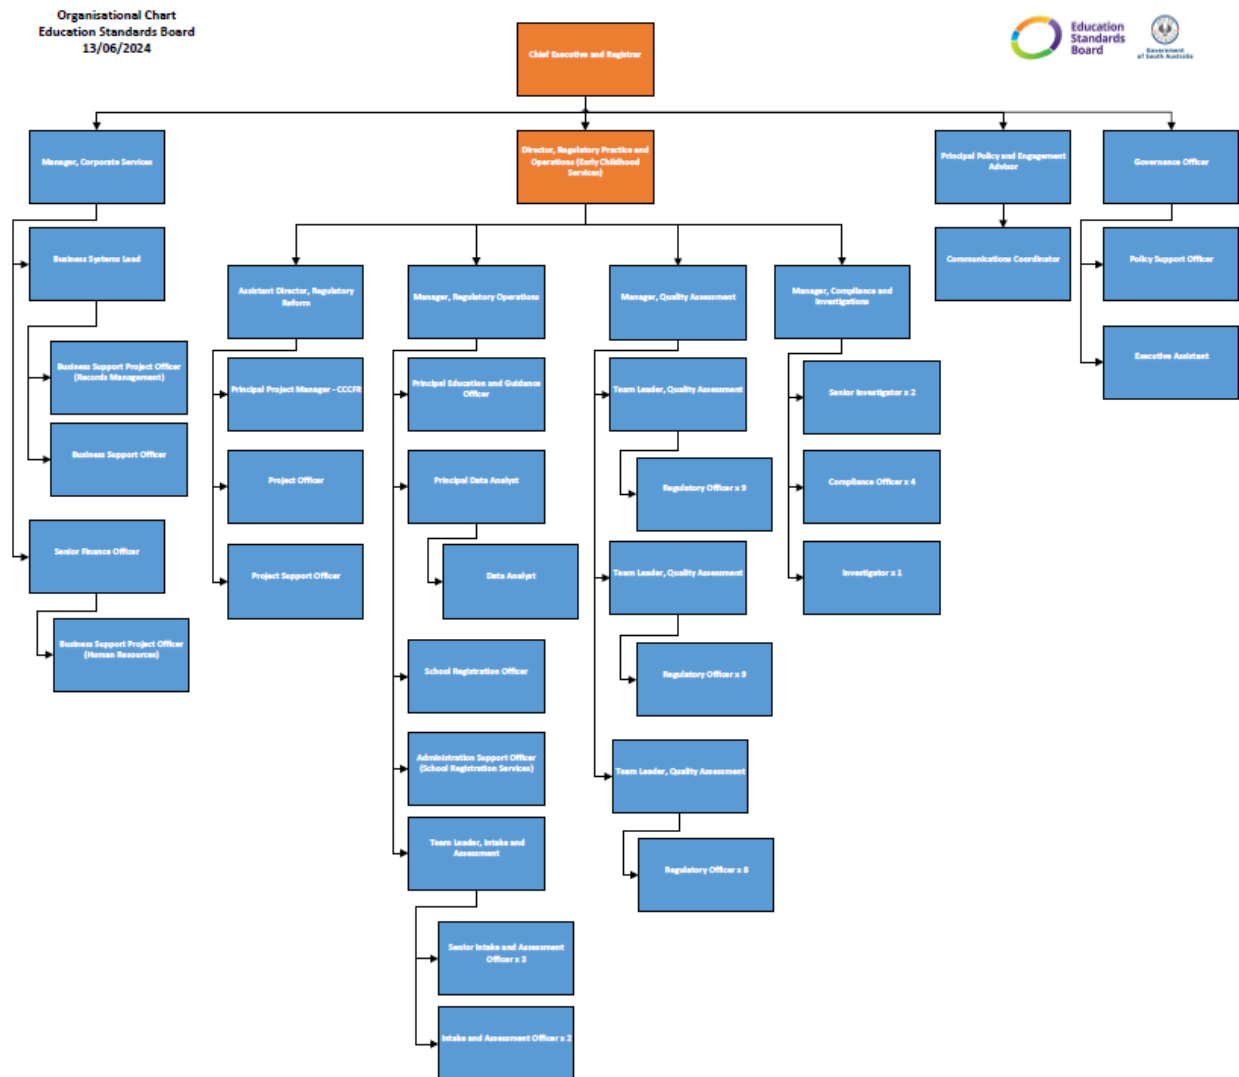 Organisational Chart
Education Standards Board
13/06/2024
Education
Standards
Board
Government
of South Australia
Chief Executive and Registrar
Manager, Corporate Services
Director, Regulatory Practice and
Operations (Early Childhood
Services)
Principal Policy and Engagement
Advisor
Governance Officer
Business Systems Lead
Communications Coordinator
Policy Support Officer
Assistant Director, Regulatory
Reform
Manager, Regulatory Operations
Manager, Quality Assessment
Manager, Compliance and
Investigations
Executive Assistant
Business Support Project Officer
(Records Management)
Principal Project Manager - CCCFR
Principal Education and Guidance
Officer
Team Leader, Quality Assessment
Senior Investigator x 2
Business Support Officer
Project Officer
Principal Data Analyst
Regulatory Officer x 9
Compliance Officer x 4
Senior Finance Officer
Project Support Officer
Data Analyst
Team Leader, Quality Assessment
Investigator x 1
Business Support Project Officer
(Human Resources)
School Registration Officer
Regulatory Officer x 9
Administration Support Officer
(School Registration Services)
Team Leader, Quality Assessment
Team Leader, Intake and
Assessment
Regulatory Officer x 8
Senior Intake and Assessment
Officer x 3
Intake and Assessment Officer x 2